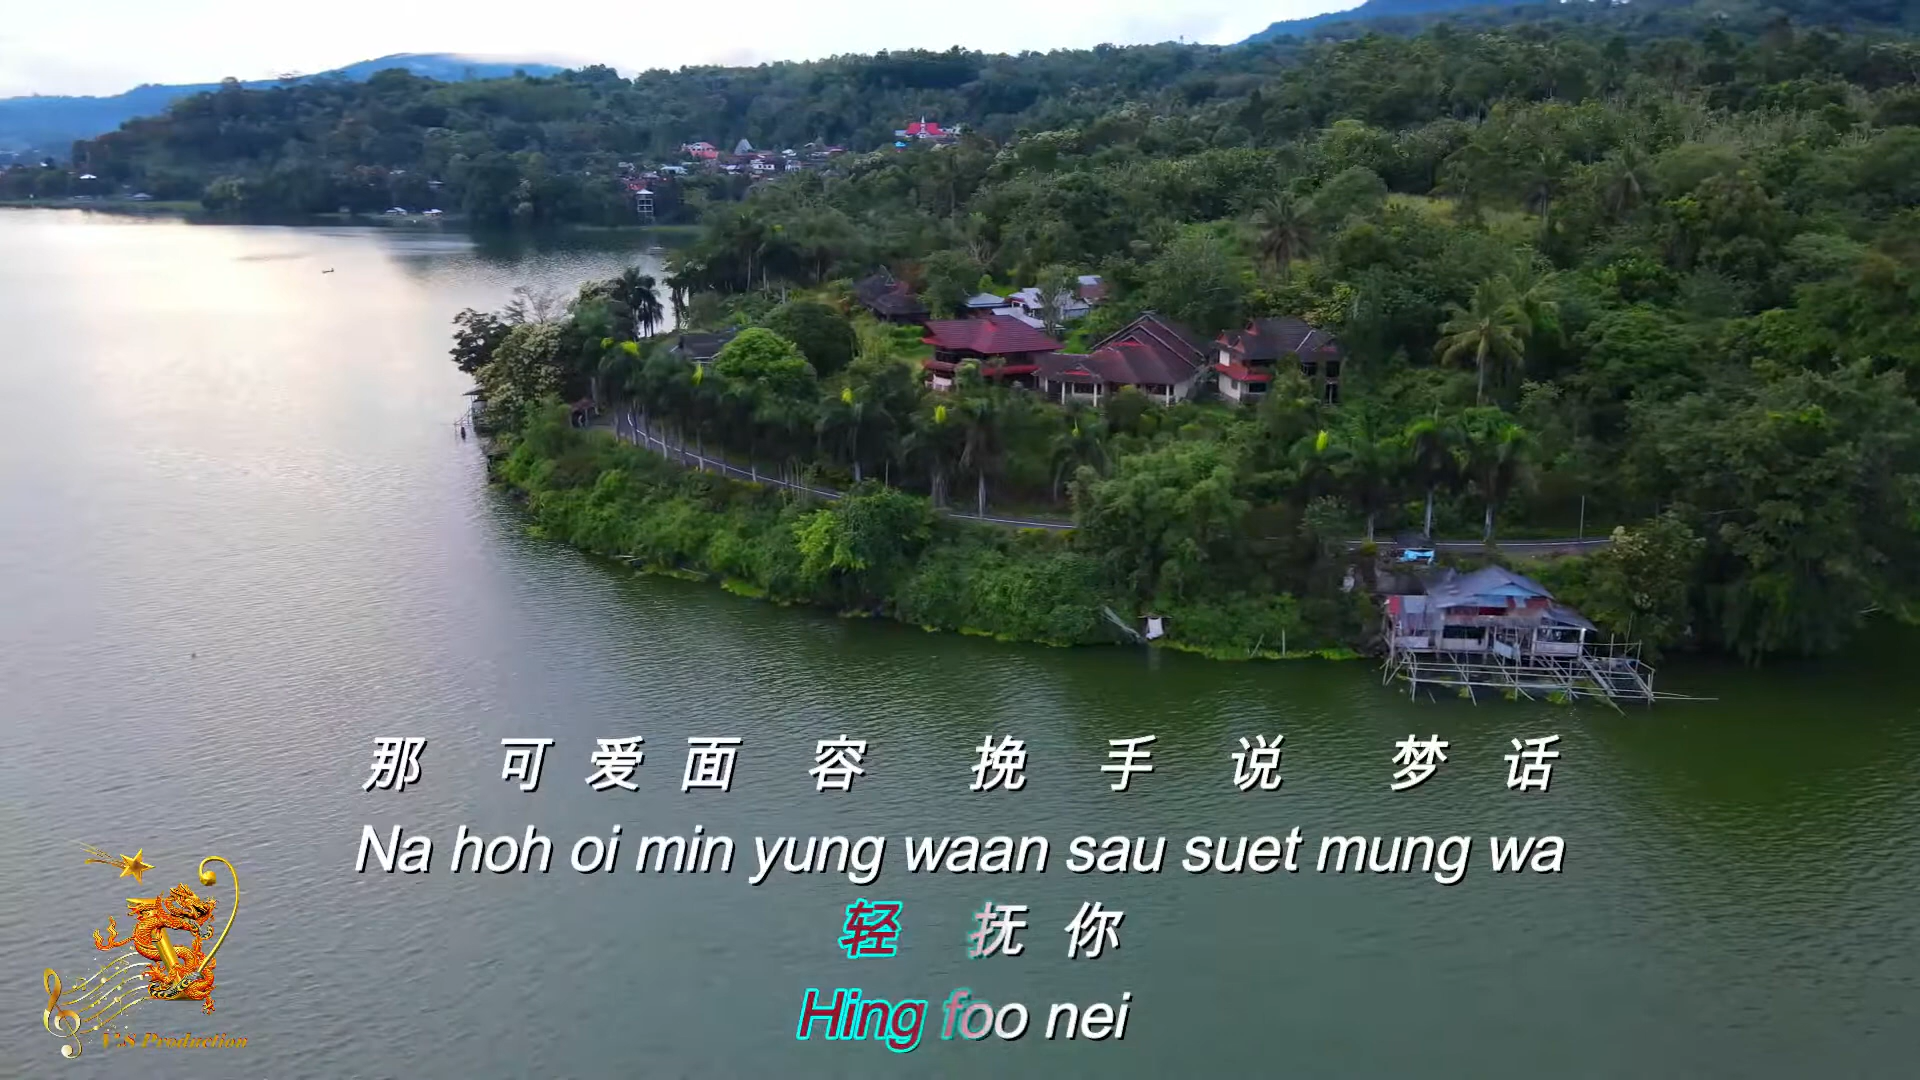 那 可 爱 面 容 挽 手 说 梦 话
Na hoh oi min yung waan sau suet mung wa
轻 抚 你
Hing foo nei
V.S Production